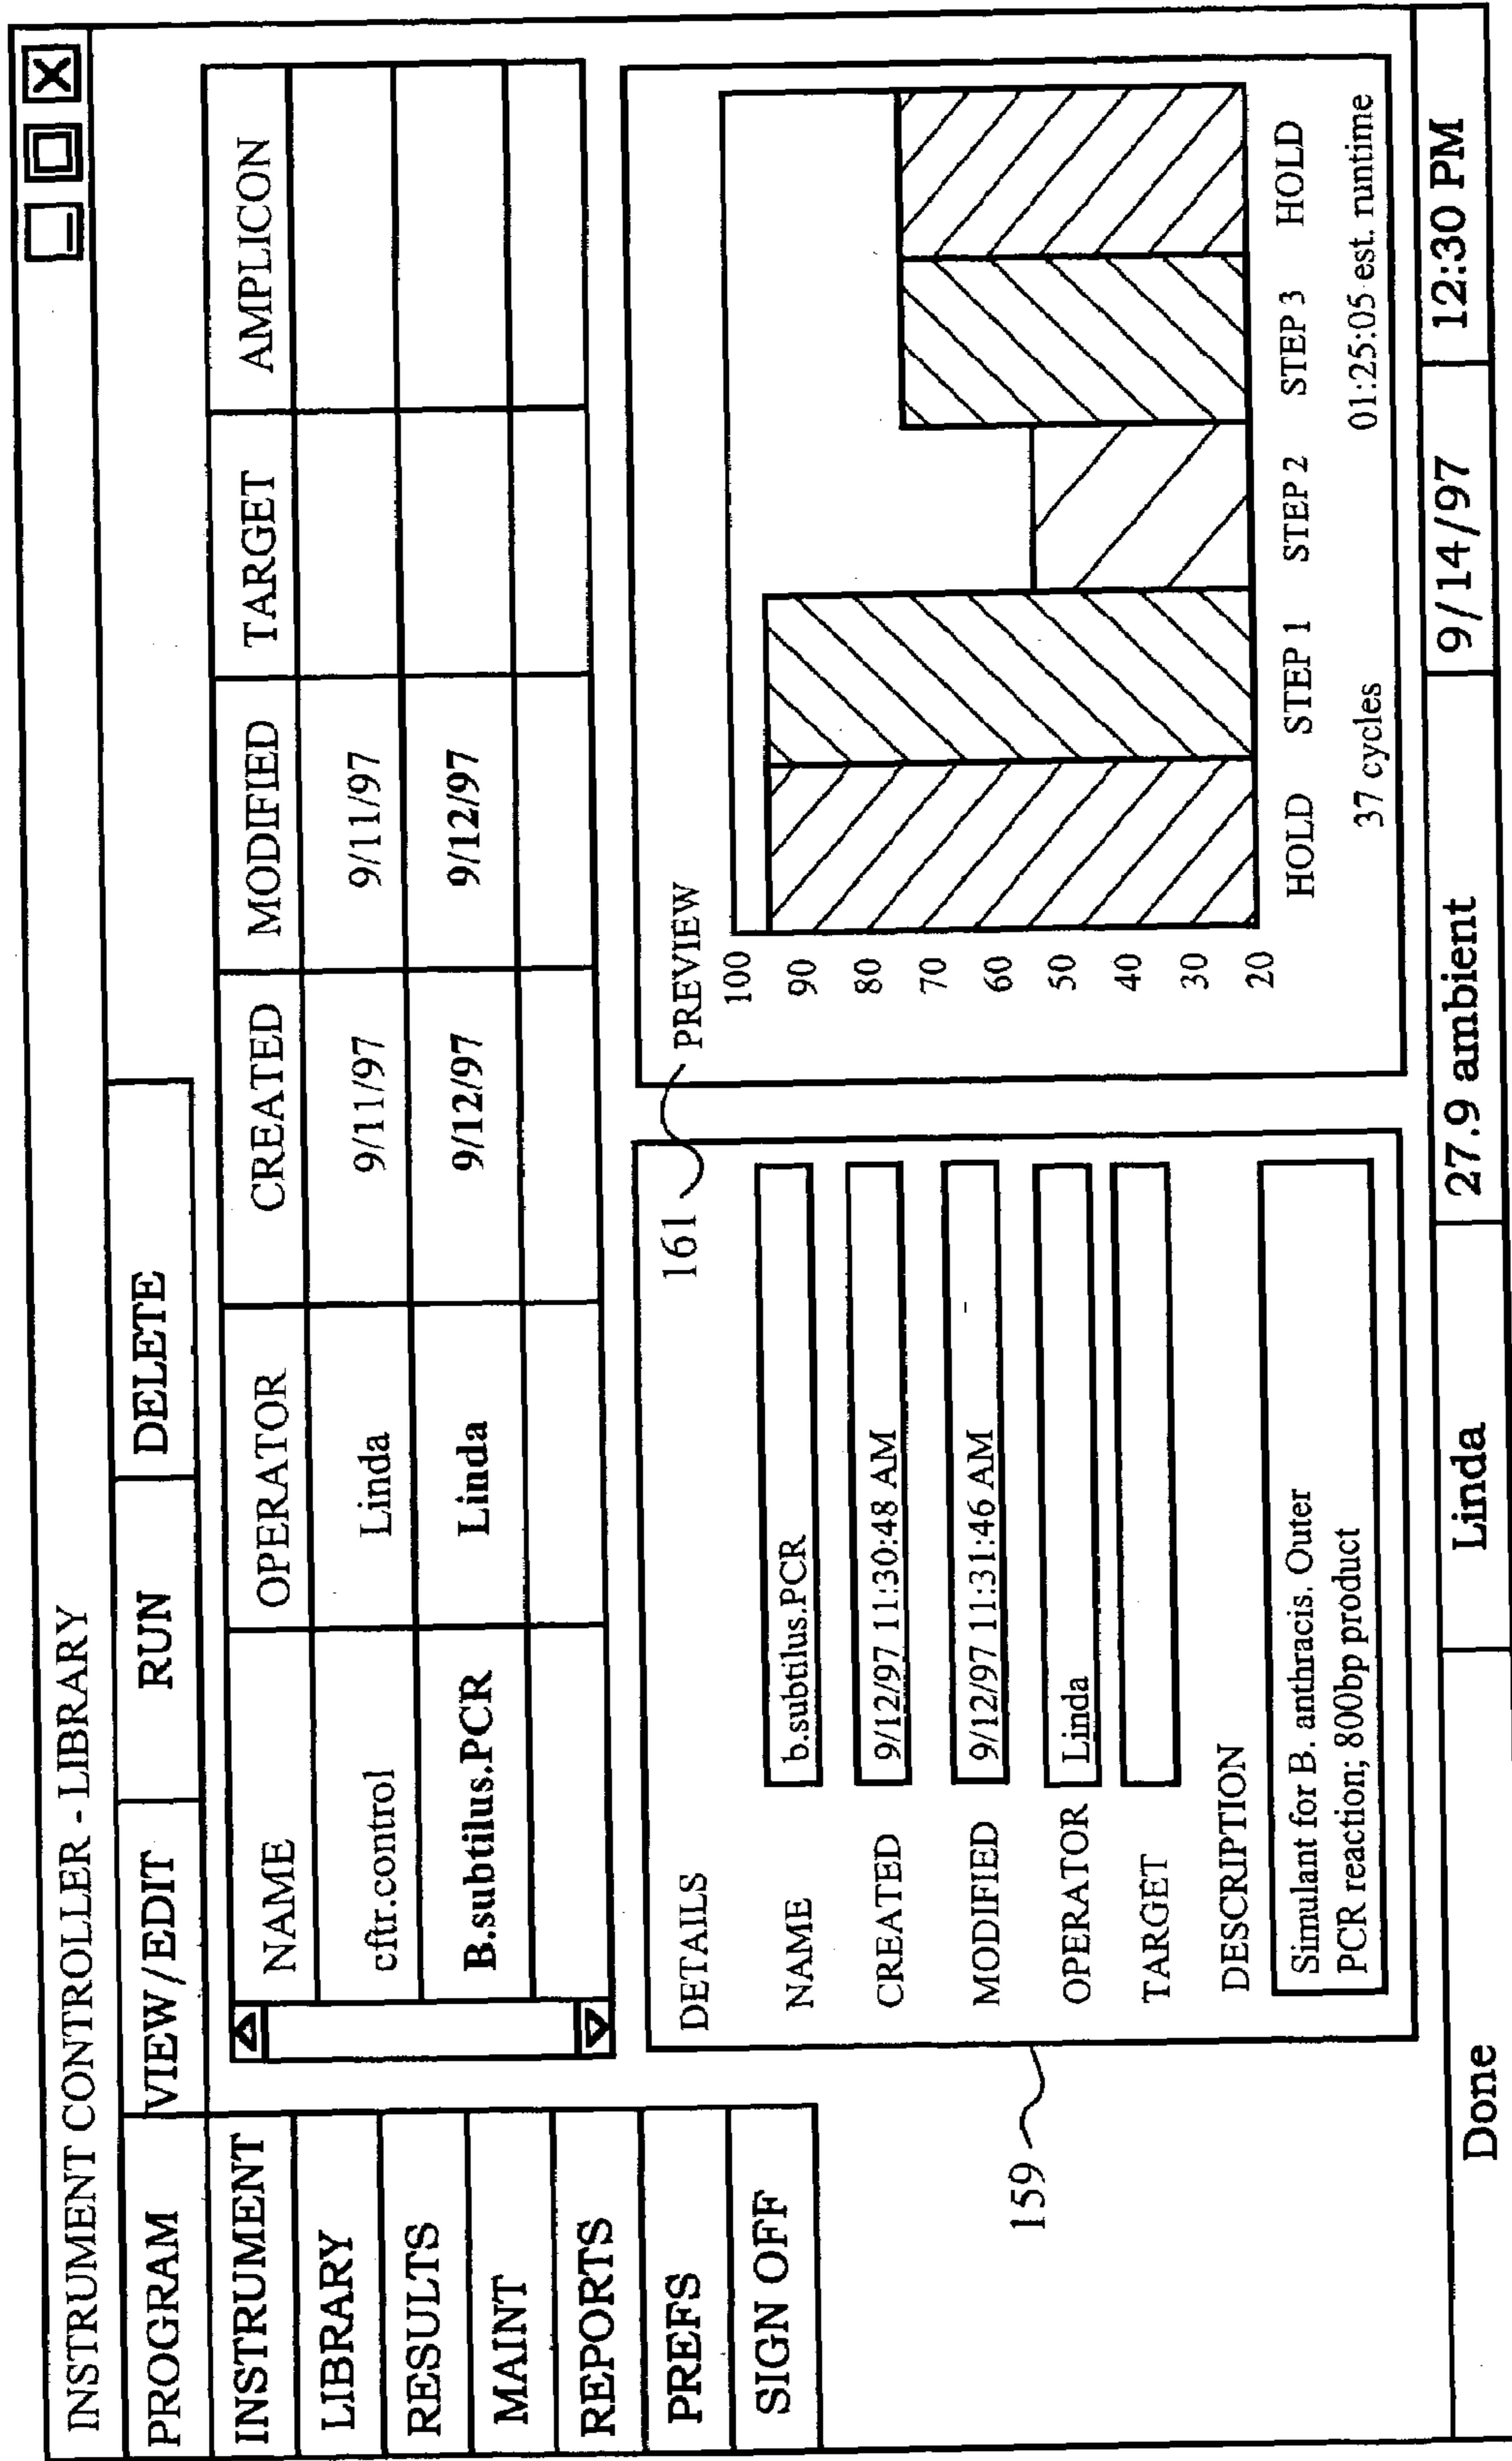 INSTRUMENT CONTROLLER - LIBRARY
PROGRAM VIEW/EDIT RUN DELETE
INSTRUMENT
LIBRARY
RESULTS
MAINT
REPORTS
PREFS
SIGN OFF
NAME OPERATOR CREATED MODIFIED TARGET AMPLICON
cftr.control Linda 9/11/97 9/11/97
B.subtilus.PCR Linda 9/12/97 9/12/97
159
DETAILS
NAME b.subtilus.PCR
CREATED 9/12/97 11:30:48 AM
MODIFIED 9/12/97 11:31:46 AM
OPERATOR Linda
TARGET
DESCRIPTION
Simulant for B. anthracis. Outer
PCR reaction; 800bp product
161
PREVIEW
100
90
80
70
60
50
40
30
20
HOLD STEP 1 STEP 2 STEP 3 HOLD
37 cycles 01:25:05 est. runtime
Done Linda 27.9 ambient 9/14/97 12:30 PM